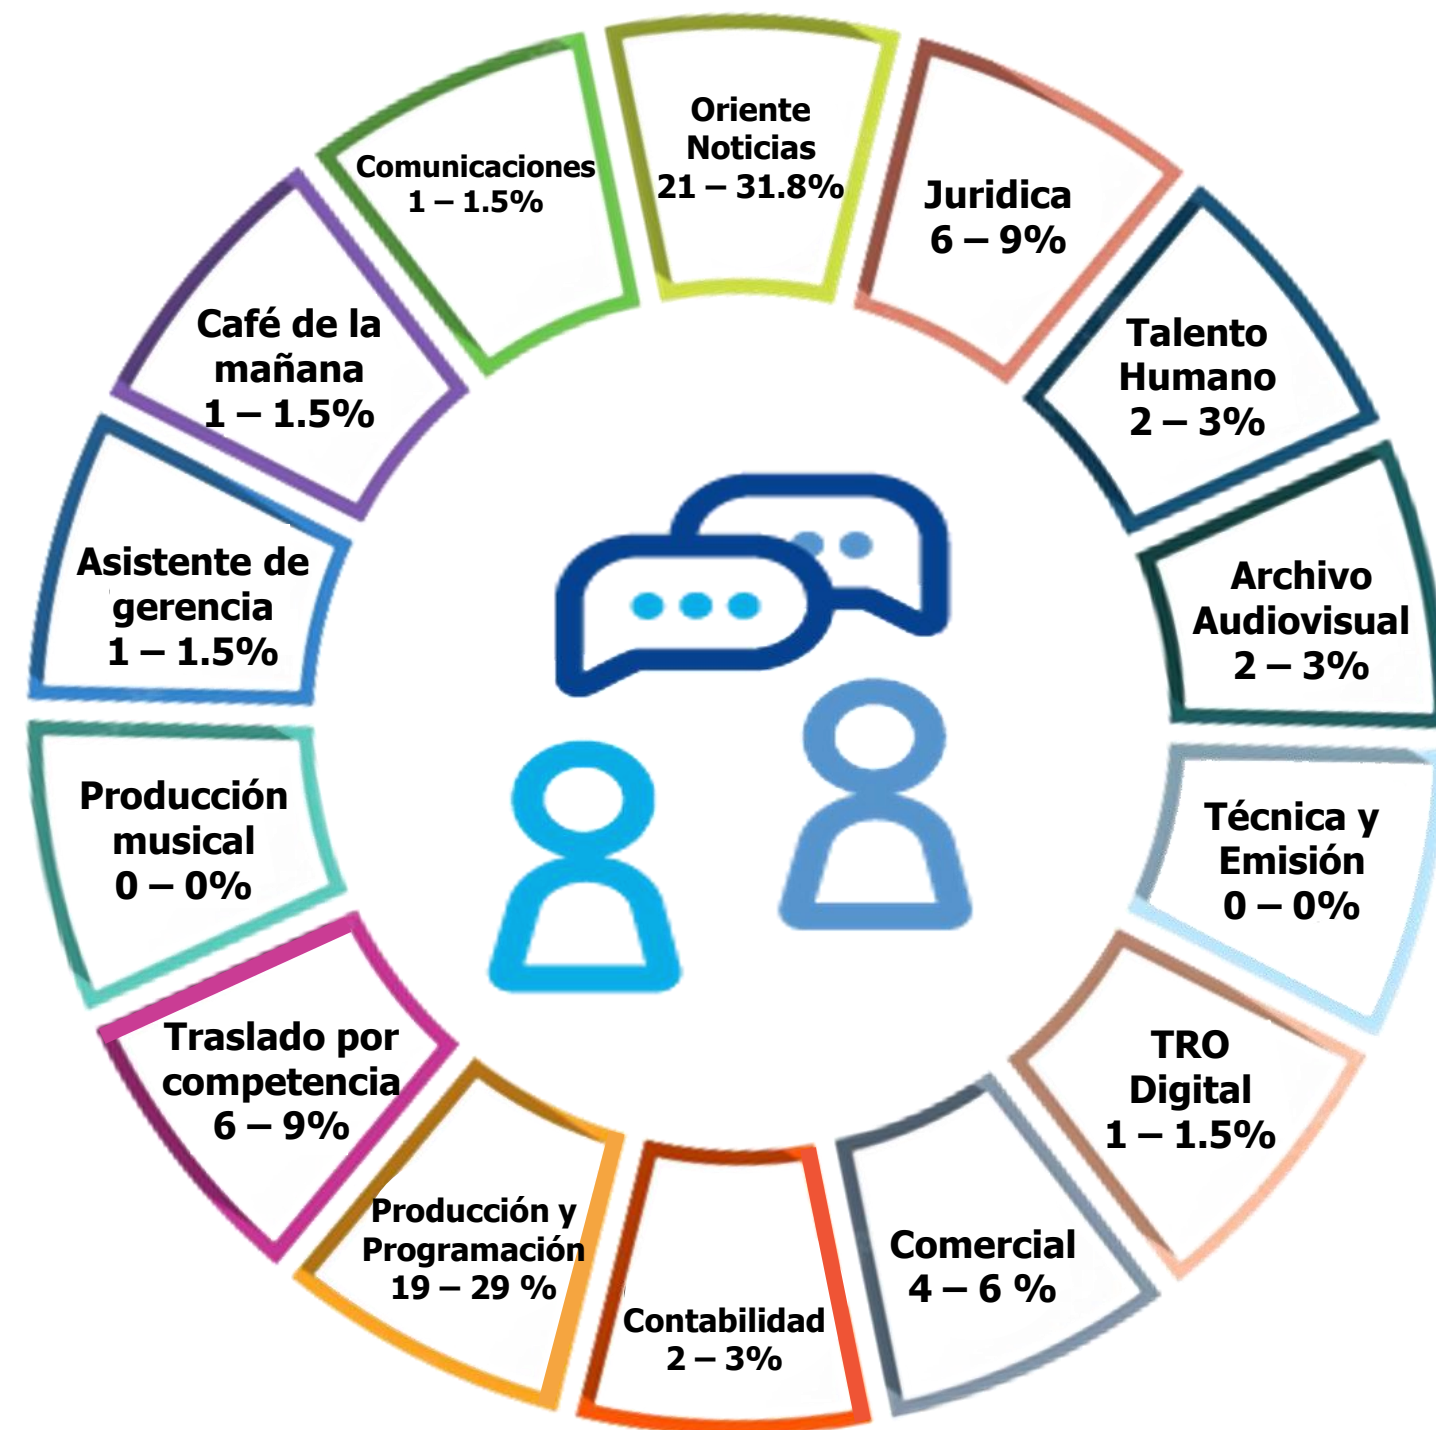 Oriente
Noticias
21 – 31.8%
Juridica
6 – 9%
Talento
Humano
2 – 3%
Archivo
Audiovisual
2 – 3%
Técnica y
Emisión
0 – 0%
TRO
Digital
1 – 1.5%
Comercial
4 – 6 %
Contabilidad
2 – 3%
Producción y
Programación
19 – 29 %
Traslado por
competencia
6 – 9%
Producción
musical
0 – 0%
Asistente de
gerencia
1 – 1.5%
Café de la
mañana
1 – 1.5%
Comunicaciones
1 – 1.5%